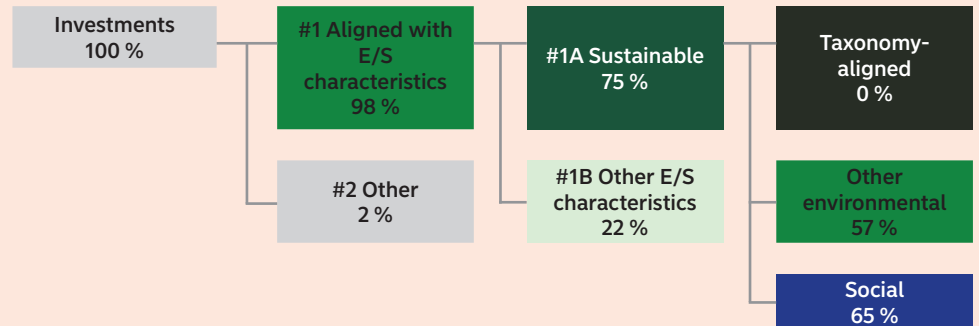 Investments
100 %
#1 Aligned with
E/S
characteristics
98 %
#2 Other
2 %
#1A Sustainable
75 %
#1B Other E/S
characteristics
22 %
Taxonomy-
aligned
0 %
Other
environmental
57 %
Social
65 %